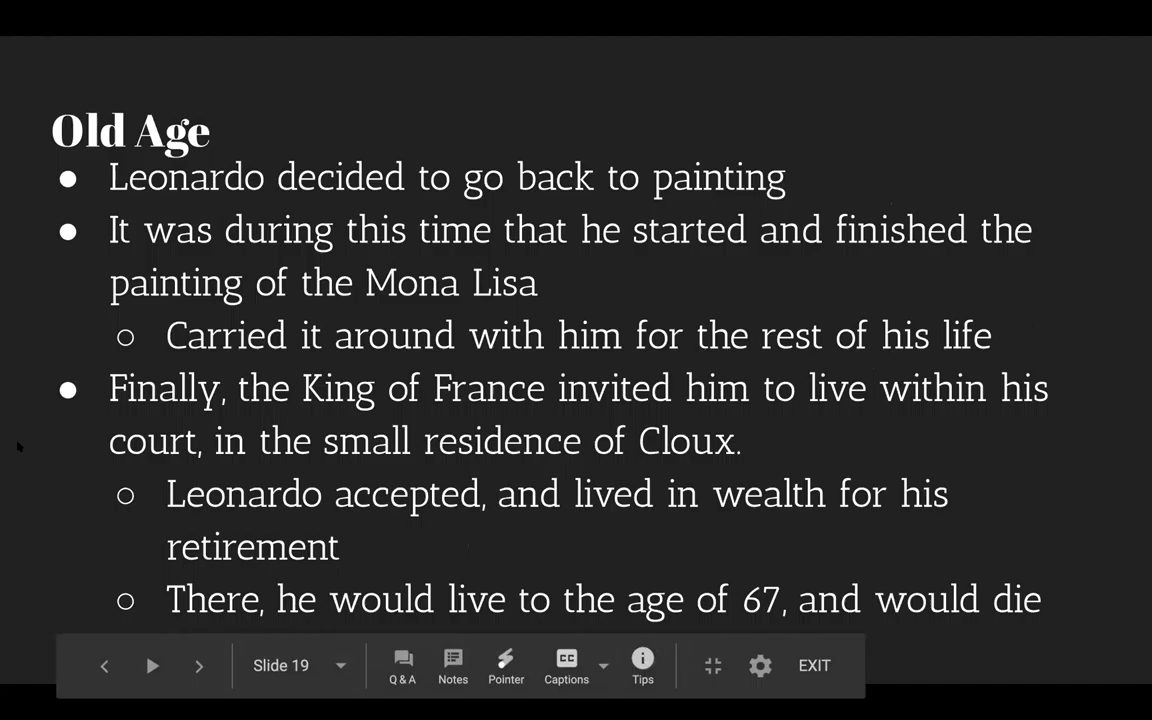 Old Age
● Leonardo decided to go back to painting
● It was during this time that he started and finished the
painting of the Mona Lisa
○ Carried it around with him for the rest of his life
● Finally, the King of France invited him to live within his
court, in the small residence of Cloux.
○ Leonardo accepted, and lived in wealth for his
retirement
○ There, he would live to the age of 67, and would die
Slide 19
Q & A Notes Pointer CC Captions Tips EXIT